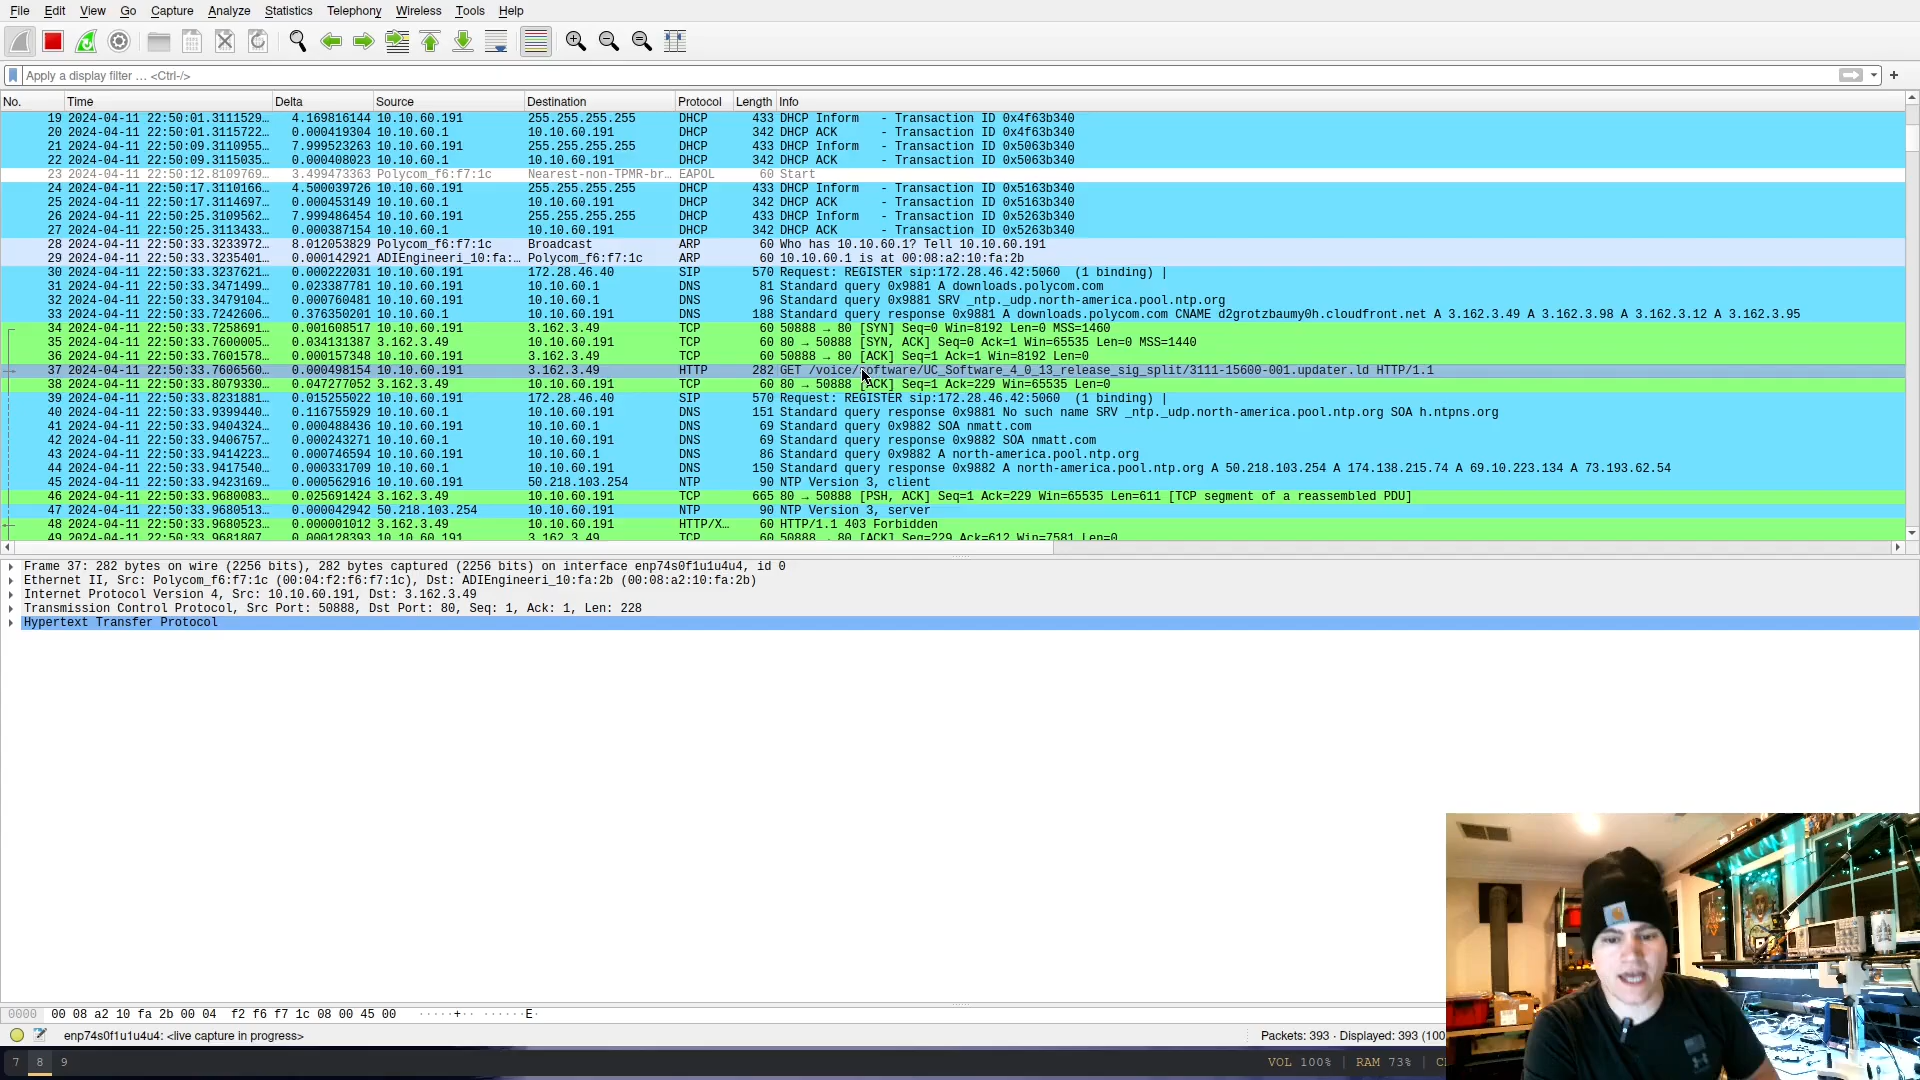 File Edit View Go Capture Analyze Statistics Telephony Wireless Tools Help
Apply a display filter … <Ctrl-/>
No. Time Delta Source Destination Protocol Length Info
19 2024-04-11 22:50:01.3111529… 4.169816144 10.10.60.191 255.255.255.255 DHCP 433 DHCP Inform - Transaction ID 0x4f63b340
20 2024-04-11 22:50:01.3115722… 0.000419304 10.10.60.1 10.10.60.191 DHCP 342 DHCP ACK - Transaction ID 0x4f63b340
21 2024-04-11 22:50:09.3110955… 7.999523263 10.10.60.191 255.255.255.255 DHCP 433 DHCP Inform - Transaction ID 0x5063b340
22 2024-04-11 22:50:09.3115035… 0.000408023 10.10.60.1 10.10.60.191 DHCP 342 DHCP ACK - Transaction ID 0x5063b340
23 2024-04-11 22:50:12.8109769… 3.499473363 Polycom_f6:f7:1c Nearest-non-TPMR-br… EAPOL 60 Start
24 2024-04-11 22:50:17.3110166… 4.500039726 10.10.60.191 255.255.255.255 DHCP 433 DHCP Inform - Transaction ID 0x5163b340
25 2024-04-11 22:50:17.3114697… 0.000453149 10.10.60.1 10.10.60.191 DHCP 342 DHCP ACK - Transaction ID 0x5163b340
26 2024-04-11 22:50:25.3109562… 7.999486454 10.10.60.191 255.255.255.255 DHCP 433 DHCP Inform - Transaction ID 0x5263b340
27 2024-04-11 22:50:25.3113433… 0.000387154 10.10.60.1 10.10.60.191 DHCP 342 DHCP ACK - Transaction ID 0x5263b340
28 2024-04-11 22:50:33.3233972… 8.012053829 Polycom_f6:f7:1c Broadcast ARP 60 Who has 10.10.60.1? Tell 10.10.60.191
29 2024-04-11 22:50:33.3235401… 0.000142921 ADIEngineeri_10:fa:… Polycom_f6:f7:1c ARP 60 10.10.60.1 is at 00:08:a2:10:fa:2b
30 2024-04-11 22:50:33.3237621… 0.000222031 10.10.60.191 172.28.46.40 SIP 570 Request: REGISTER sip:172.28.46.42:5060 (1 binding) |
31 2024-04-11 22:50:33.3471499… 0.023387781 10.10.60.191 10.10.60.1 DNS 81 Standard query 0x9881 A downloads.polycom.com
32 2024-04-11 22:50:33.3479104… 0.000760481 10.10.60.191 10.10.60.1 DNS 96 Standard query 0x9881 SRV _ntp._udp.north-america.pool.ntp.org
33 2024-04-11 22:50:33.7242606… 0.376350201 10.10.60.1 10.10.60.191 DNS 188 Standard query response 0x9881 A downloads.polycom.com CNAME d2grotzbaumy0h.cloudfront.net A 3.162.3.49 A 3.162.3.98 A 3.162.3.12 A 3.162.3.95
34 2024-04-11 22:50:33.7258691… 0.001608517 10.10.60.191 3.162.3.49 TCP 60 50888 → 80 [SYN] Seq=0 Win=8192 Len=0 MSS=1460
35 2024-04-11 22:50:33.7600005… 0.034131387 3.162.3.49 10.10.60.191 TCP 60 80 → 50888 [SYN, ACK] Seq=0 Ack=1 Win=65535 Len=0 MSS=1440
36 2024-04-11 22:50:33.7601578… 0.000157348 10.10.60.191 3.162.3.49 TCP 60 50888 → 80 [ACK] Seq=1 Ack=1 Win=8192 Len=0
37 2024-04-11 22:50:33.7606560… 0.000498154 10.10.60.191 3.162.3.49 HTTP 282 GET /voice/software/UC_Software_4_0_13_release_sig_split/3111-15600-001.updater.ld HTTP/1.1
38 2024-04-11 22:50:33.8079330… 0.047277052 3.162.3.49 10.10.60.191 TCP 60 80 → 50888 [ACK] Seq=1 Ack=229 Win=65535 Len=0
39 2024-04-11 22:50:33.8231881… 0.015255022 10.10.60.191 172.28.46.40 SIP 570 Request: REGISTER sip:172.28.46.42:5060 (1 binding) |
40 2024-04-11 22:50:33.9399440… 0.116755929 10.10.60.1 10.10.60.191 DNS 151 Standard query response 0x9881 No such name SRV _ntp._udp.north-america.pool.ntp.org SOA h.ntpns.org
41 2024-04-11 22:50:33.9404324… 0.000488436 10.10.60.191 10.10.60.1 DNS 69 Standard query 0x9882 SOA nmatt.com
42 2024-04-11 22:50:33.9406757… 0.000243271 10.10.60.1 10.10.60.191 DNS 69 Standard query response 0x9882 SOA nmatt.com
43 2024-04-11 22:50:33.9414223… 0.000746594 10.10.60.191 10.10.60.1 DNS 86 Standard query 0x9882 A north-america.pool.ntp.org
44 2024-04-11 22:50:33.9417540… 0.000331709 10.10.60.1 10.10.60.191 DNS 150 Standard query response 0x9882 A north-america.pool.ntp.org A 50.218.103.254 A 174.138.215.74 A 69.10.223.134 A 73.193.62.54
45 2024-04-11 22:50:33.9423169… 0.000562916 10.10.60.191 50.218.103.254 NTP 90 NTP Version 3, client
46 2024-04-11 22:50:33.9680083… 0.025691424 3.162.3.49 10.10.60.191 TCP 665 80 → 50888 [PSH, ACK] Seq=1 Ack=229 Win=65535 Len=611 [TCP segment of a reassembled PDU]
47 2024-04-11 22:50:33.9680513… 0.000042942 50.218.103.254 10.10.60.191 NTP 90 NTP Version 3, server
48 2024-04-11 22:50:33.9680523… 0.000001012 3.162.3.49 10.10.60.191 HTTP/X… 60 HTTP/1.1 403 Forbidden
49 2024-04-11 22:50:33.9681807… 0.000128393 10.10.60.191 3.162.3.49 TCP 60 50888 → 80 [ACK] Seq=229 Ack=612 Win=7581 Len=0
Frame 37: 282 bytes on wire (2256 bits), 282 bytes captured (2256 bits) on interface enp74s0f1u1u4u4, id 0
Ethernet II, Src: Polycom_f6:f7:1c (00:04:f2:f6:f7:1c), Dst: ADIEngineeri_10:fa:2b (00:08:a2:10:fa:2b)
Internet Protocol Version 4, Src: 10.10.60.191, Dst: 3.162.3.49
Transmission Control Protocol, Src Port: 50888, Dst Port: 80, Seq: 1, Ack: 1, Len: 228
Hypertext Transfer Protocol
0000 00 08 a2 10 fa 2b 00 04 f2 f6 f7 1c 08 00 45 00 ·····+·· ······E·
enp74s0f1u1u4u4: <live capture in progress> Packets: 393 · Displayed: 393 (100
7 8 9 VOL 100% | RAM 73% |